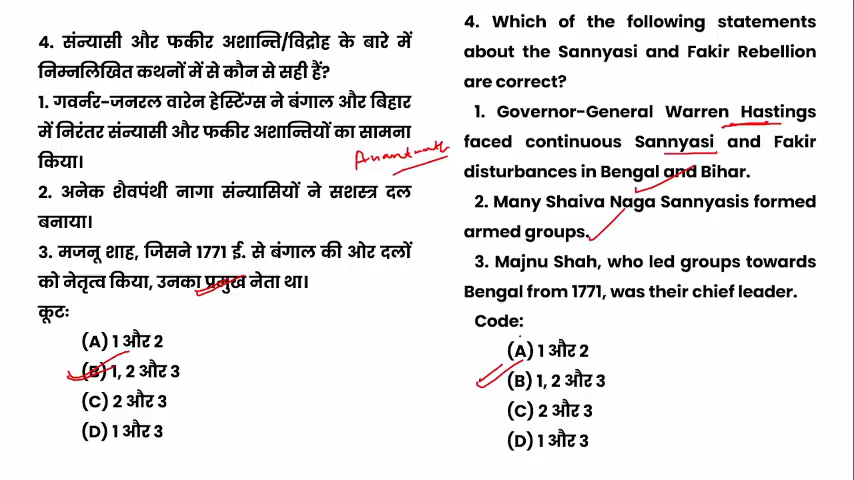 4. संन्यासी और फकीर अशान्ति/विद्रोह के बारे में
निम्नलिखित कथनों में से कौन से सही हैं?
1. गवर्नर-जनरल वारेन हेस्टिंग्स ने बंगाल और बिहार
में निरंतर संन्यासी और फकीर अशान्तियों का सामना
किया।
Anandmath
2. अनेक शैवपंथी नागा संन्यासियों ने सशस्त्र दल
बनाया।
3. मजनू शाह, जिसने 1771 ई. से बंगाल की ओर दलों
को नेतृत्व किया, उनका प्रमुख नेता था।
कूटः
(A) 1 और 2
(B) 1, 2 और 3
(C) 2 और 3
(D) 1 और 3
4. Which of the following statements
about the Sannyasi and Fakir Rebellion
are correct?
1. Governor-General Warren Hastings
faced continuous Sannyasi and Fakir
disturbances in Bengal and Bihar.
2. Many Shaiva Naga Sannyasis formed
armed groups.
3. Majnu Shah, who led groups towards
Bengal from 1771, was their chief leader.
Code:
(A) 1 और 2
(B) 1, 2 और 3
(C) 2 और 3
(D) 1 और 3